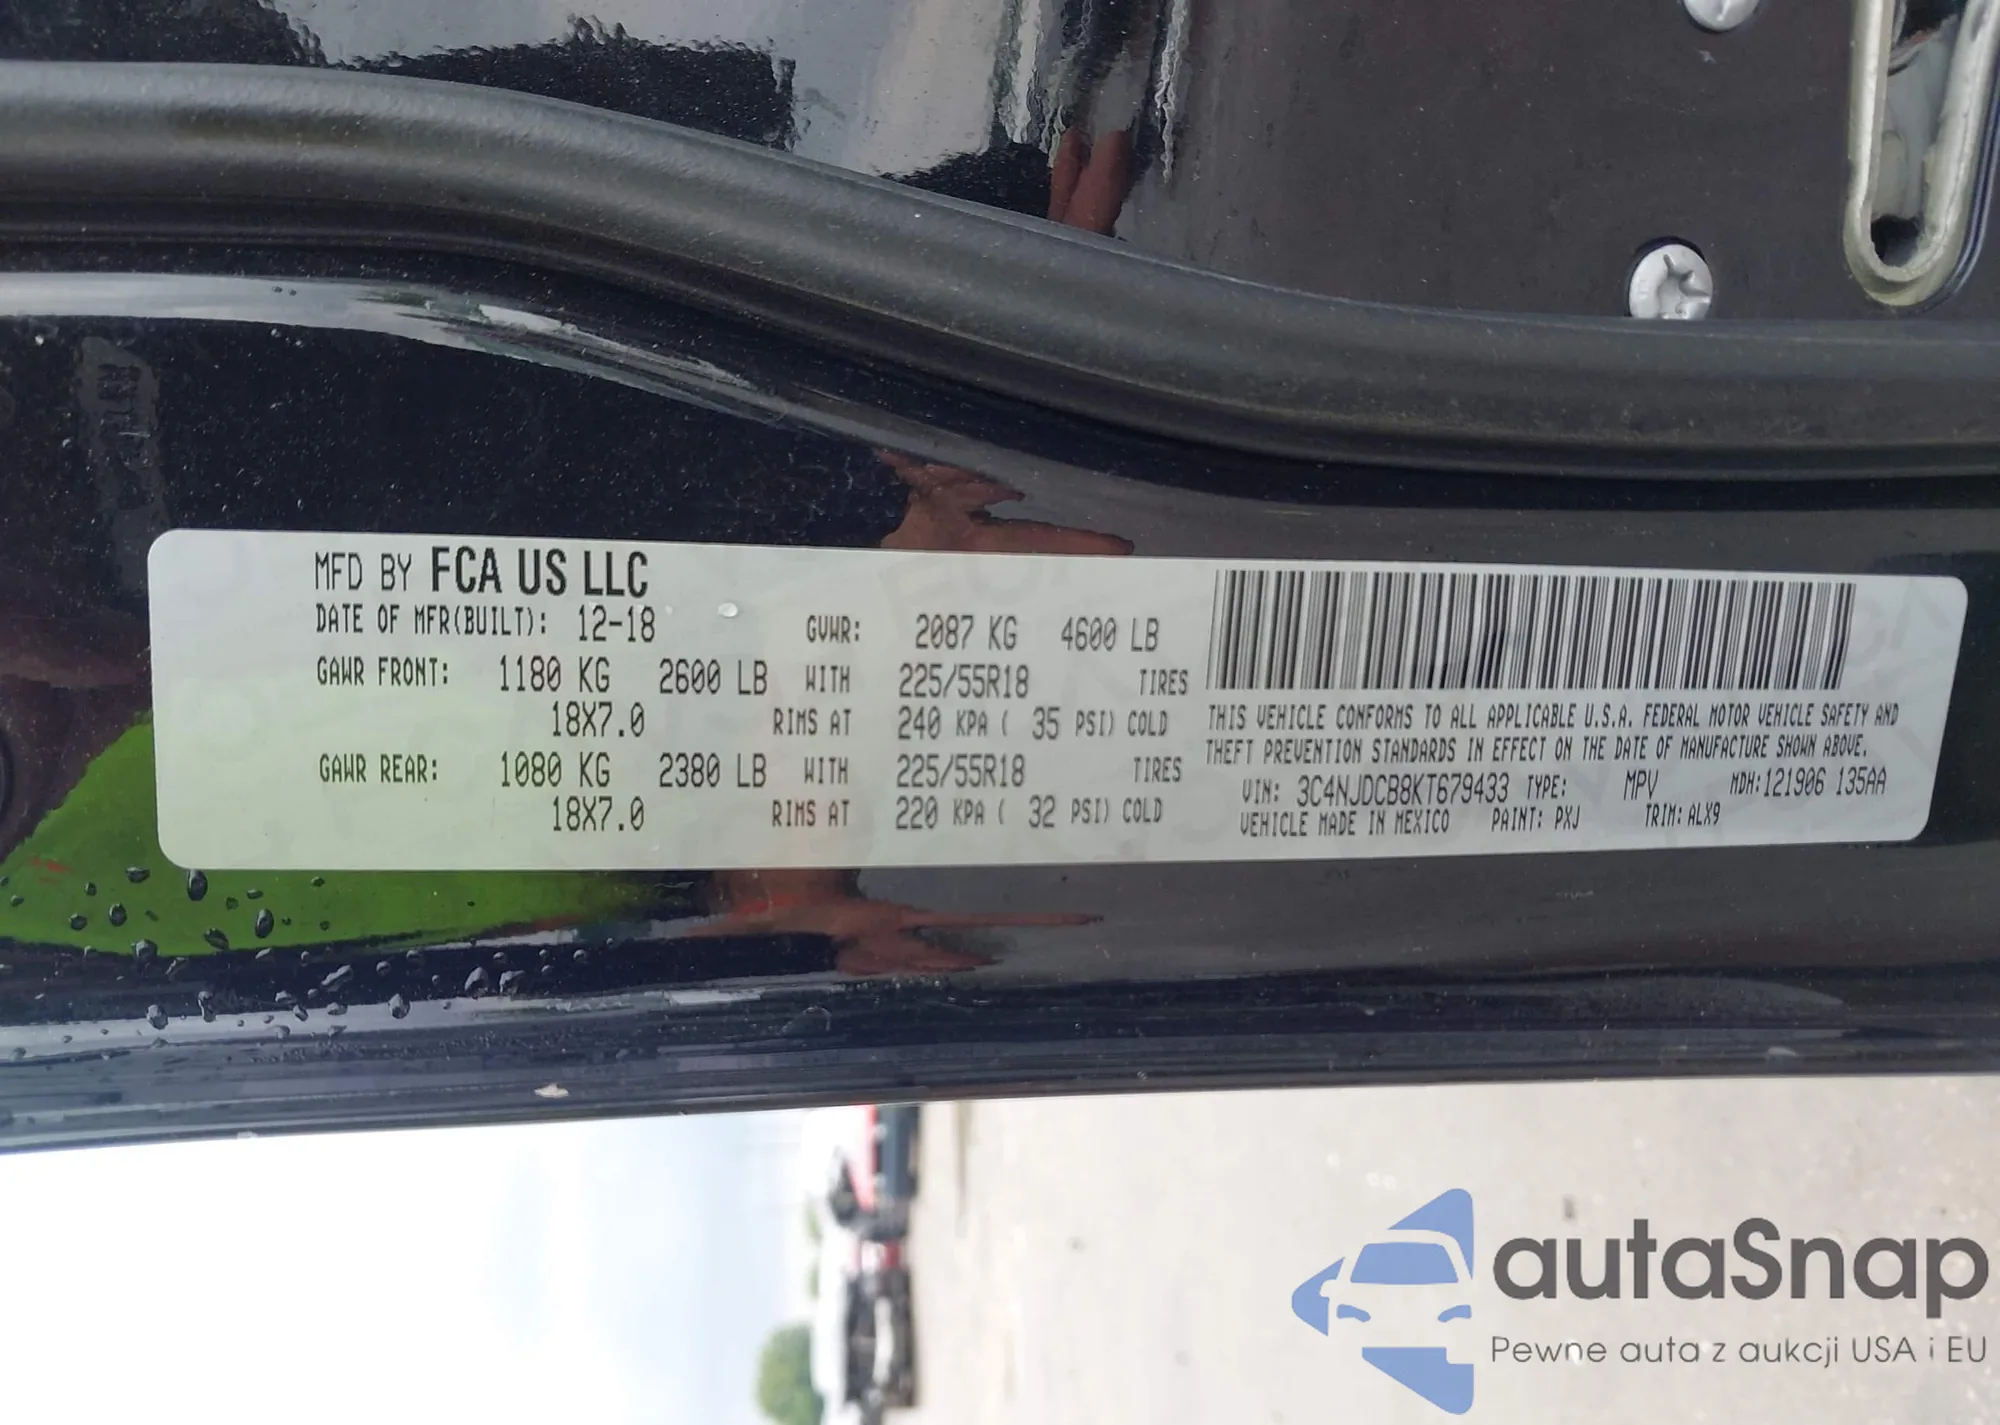 MFD BY FCA US LLC
DATE OF MFR(BUILT): 12-18 GVWR: 2087 KG 4600 LB
GAWR FRONT: 1180 KG 2600 LB WITH 225/55R18 TIRES
18X7.0 RIMS AT 240 KPA ( 35 PSI) COLD
GAWR REAR: 1080 KG 2380 LB WITH 225/55R18 TIRES
18X7.0 RIMS AT 220 KPA ( 32 PSI) COLD
THIS VEHICLE CONFORMS TO ALL APPLICABLE U.S.A. FEDERAL MOTOR VEHICLE SAFETY AND
THEFT PREVENTION STANDARDS IN EFFECT ON THE DATE OF MANUFACTURE SHOWN ABOVE.
VIN: 3C4NJDCB8KT679433 TYPE: MPV MDH:121906 135AA
VEHICLE MADE IN MEXICO PAINT: PXJ TRIM: ALX9
autaSnap
Pewne auta z aukcji USA i EU